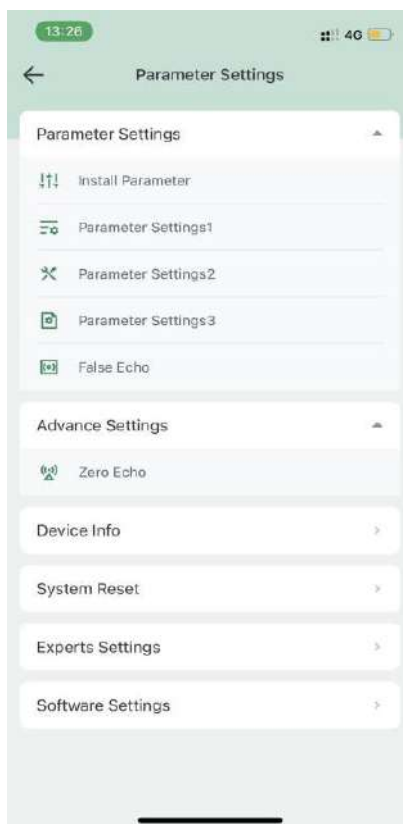 13:26
4G
Parameter Settings
Parameter Settings
Install Parameter
Parameter Settings1
Parameter Settings2
Parameter Settings3
False Echo
Advance Settings
Zero Echo
Device Info
System Reset
Experts Settings
Software Settings